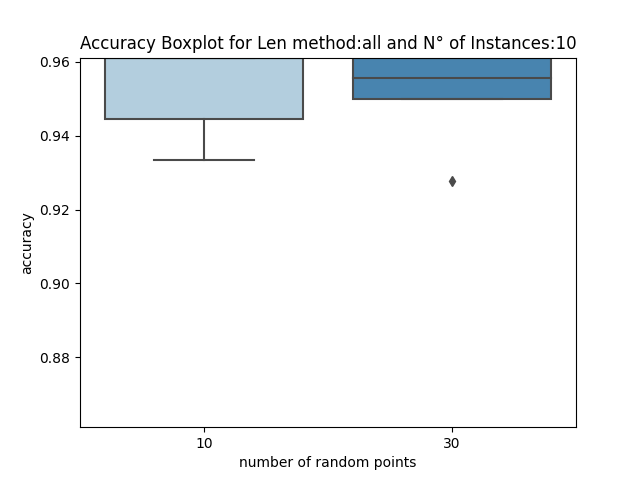 Accuracy Boxplot for Len method:all and N° of Instances:10
0.96
0.94
0.92
0.90
0.88
accuracy
10
30
number of random points